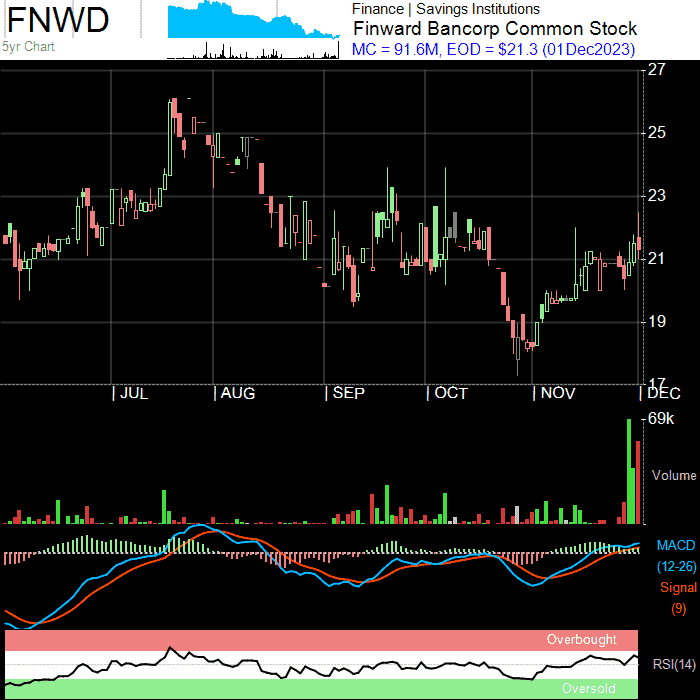 FNWD
5yr Chart
Finance | Savings Institutions
Finward Bancorp Common Stock
MC = 91.6M, EOD = $21.3 (01Dec2023)
27
25
23
21
19
17
| JUL | AUG | SEP | OCT | NOV | DEC
69k
Volume
MACD
(12-26)
Signal
(9)
Overbought
RSI(14)
Oversold